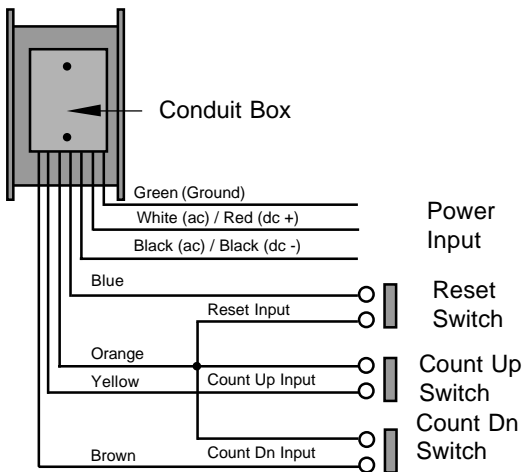 Conduit Box
Green (Ground)
White (ac) / Red (dc +)
Black (ac) / Black (dc -)
Power
Input
Blue
Reset Input
Reset
Switch
Orange
Yellow
Count Up Input
Count Up
Switch
Brown
Count Dn Input
Count Dn
Switch